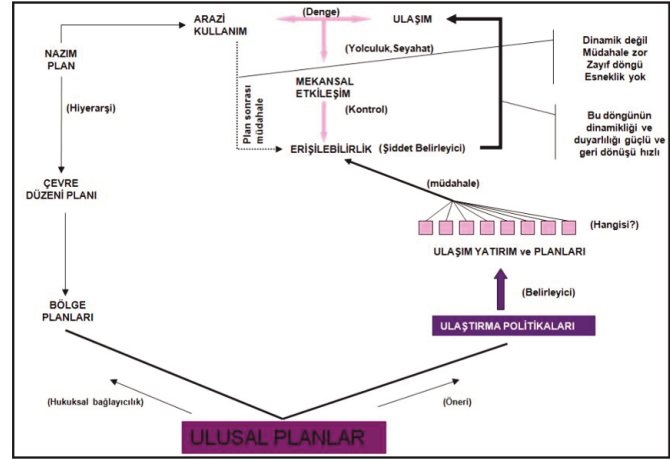 ARAZİ
KULLANIM
(Denge)
ULAŞIM
NAZIM
PLAN
(Yolculuk,Seyahat)
Dinamik değil
Müdahale zor
Zayıf döngü
Esneklik yok
MEKANSAL
ETKİLEŞİM
(Hiyerarşi)
Plan sonrası
müdahale
(Kontrol)
ERİŞİLEBİLİRLİK (Şiddet Belirleyici)
Bu döngünün
dinamikliği ve
duyarlılığı güçlü ve
geri dönüşü hızlı
ÇEVRE
DÜZENİ PLANI
(müdahale)
(Hangisi?)
ULAŞIM YATIRIM ve PLANLARI
(Belirleyici)
BÖLGE
PLANLARI
ULAŞTIRMA POLİTİKALARI
(Hukuksal bağlayıcılık)
(Öneri)
ULUSAL PLANLAR